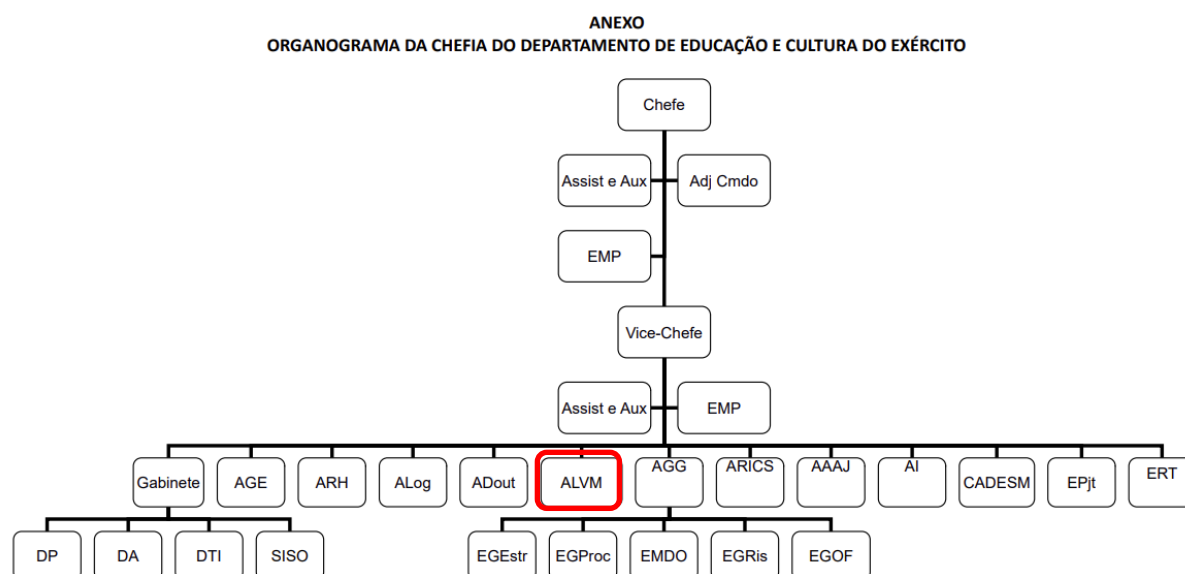 ANEXO
ORGANOGRAMA DA CHEFIA DO DEPARTAMENTO DE EDUCAÇÃO E CULTURA DO EXÉRCITO
Chefe
Assist e Aux
Adj Cmdo
EMP
Vice-Chefe
Assist e Aux
EMP
Gabinete
AGE
ARH
ALog
ADout
ALVM
AGG
ARICS
AAAJ
AI
CADESM
EPjt
ERT
DP
DA
DTI
SISO
EGEstr
EGProc
EMDO
EGRis
EGOF